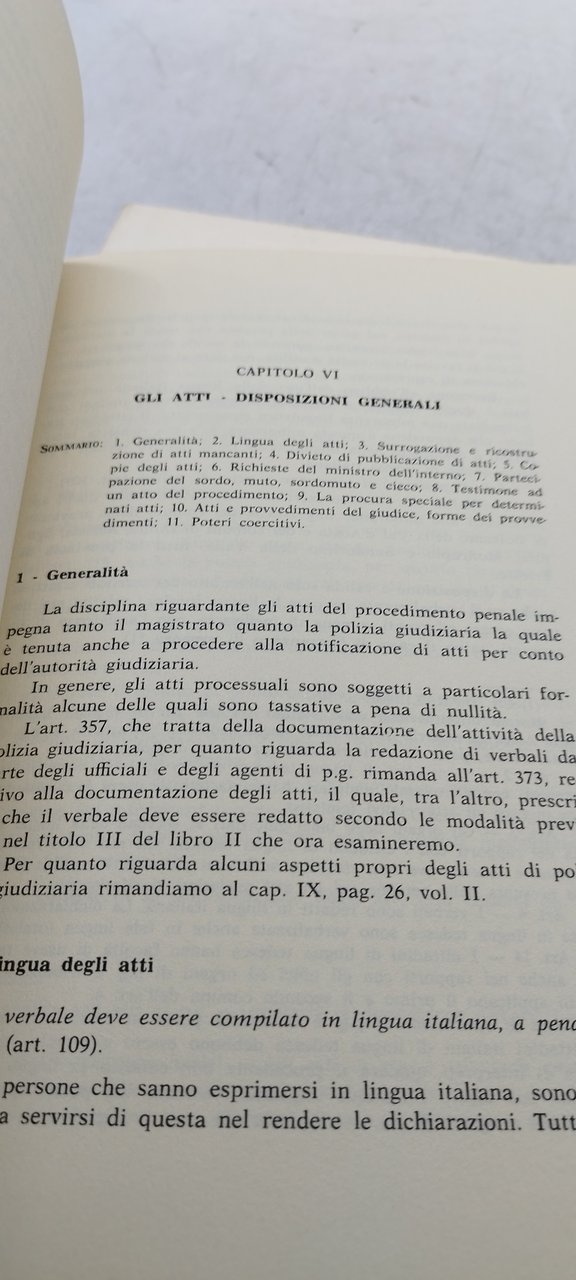 CAPITOLO VI
GLI ATTI - DISPOSIZIONI GENERALI
SOMMARIO: 1. Generalità; 2. Lingua degli atti; 3. Surrogazione e ricostru-
zione di atti mancanti; 4. Divieto di pubblicazione di atti; 5. Co-
pie degli atti; 6. Richieste del ministro dell'interno; 7. Parteci-
pazione del sordo, muto, sordomuto e cieco; 8. Testimone ad
un atto del procedimento; 9. La procura speciale per determi-
nati atti; 10. Atti e provvedimenti del giudice, forme dei provve-
dimenti; 11. Poteri coercitivi.
1 - Generalità
La disciplina riguardante gli atti del procedimento penale im-
pegna tanto il magistrato quanto la polizia giudiziaria la quale
è tenuta anche a procedere alla notificazione di atti per conto
dell'autorità giudiziaria.
In genere, gli atti processuali sono soggetti a particolari for-
malità alcune delle quali sono tassative a pena di nullità.
L'art. 357, che tratta della documentazione dell'attività della
olizia giudiziaria, per quanto riguarda la redazione di verbali da
rte degli ufficiali e degli agenti di p.g. rimanda all'art. 373, re
ivo alla documentazione degli atti, il quale, tra l'altro, prescri
che il verbale deve essere redatto secondo le modalità prev
nel titolo III del libro II che ora esamineremo.
Per quanto riguarda alcuni aspetti propri degli atti di pol
giudiziaria rimandiamo al cap. IX, pag. 26, vol. II.
ingua degli atti
verbale deve essere compilato in lingua italiana, a pena
(art. 109).
persone che sanno esprimersi in lingua italiana, sono
a servirsi di questa nel rendere le dichiarazioni. Tutt